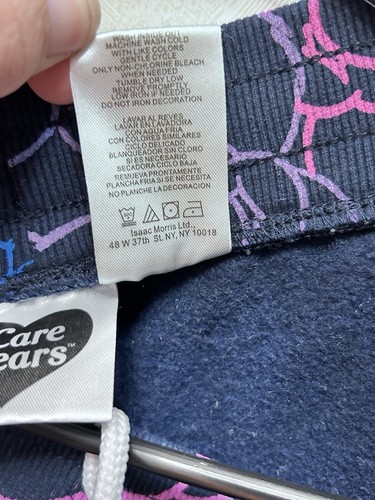 WASH INSIDE OUT
MACHINE WASH COLD
WITH LIKE COLORS
GENTLE CYCLE
ONLY NON-CHLORINE BLEACH
WHEN NEEDED
TUMBLE DRY LOW
REMOVE PROMPTLY
LOW IRON IF NEEDED
DO NOT IRON DECORATION
LAVAR AL REVES
LAVAR EN LAVADORA
CON AGUA FRIA
CON COLORES SIMILARES
CICLO DELICADO
BLANQUEADOR SIN CLORO
SI ES NECESARIO
SECADORA CICLO BAJA
REMUEVA PRONTAMENTE
PLANCHA FRIA SI SE NECESITA
NO PLANCHE LA DECORACION
Isaac Morris Ltd.,
48 W 37th St. NY, NY 10018
Care
ears™